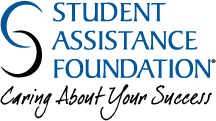 STUDENT
ASSISTANCE
FOUNDATION®
Caring About Your Success